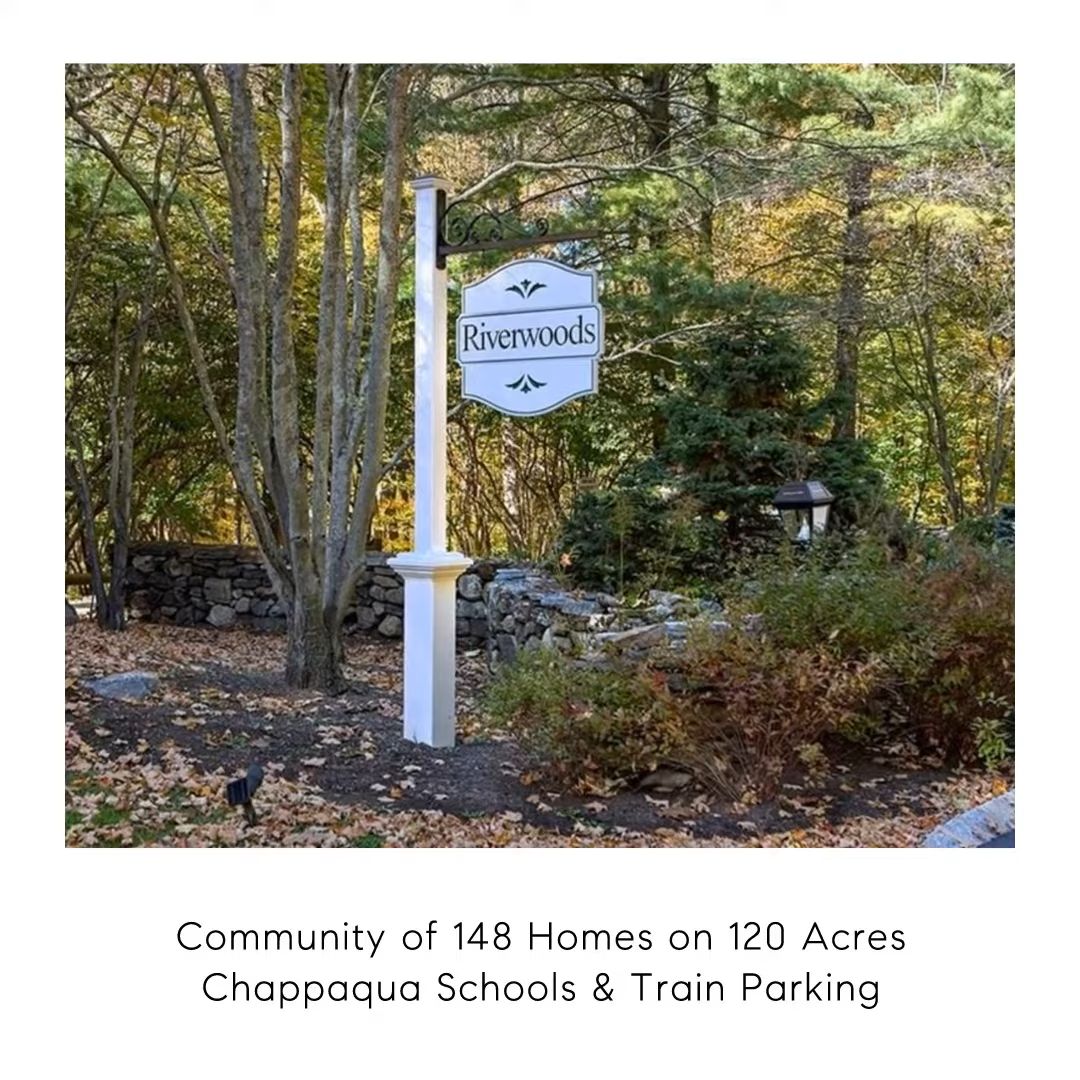 Riverwoods
Community of 148 Homes on 120 Acres
Chappaqua Schools & Train Parking